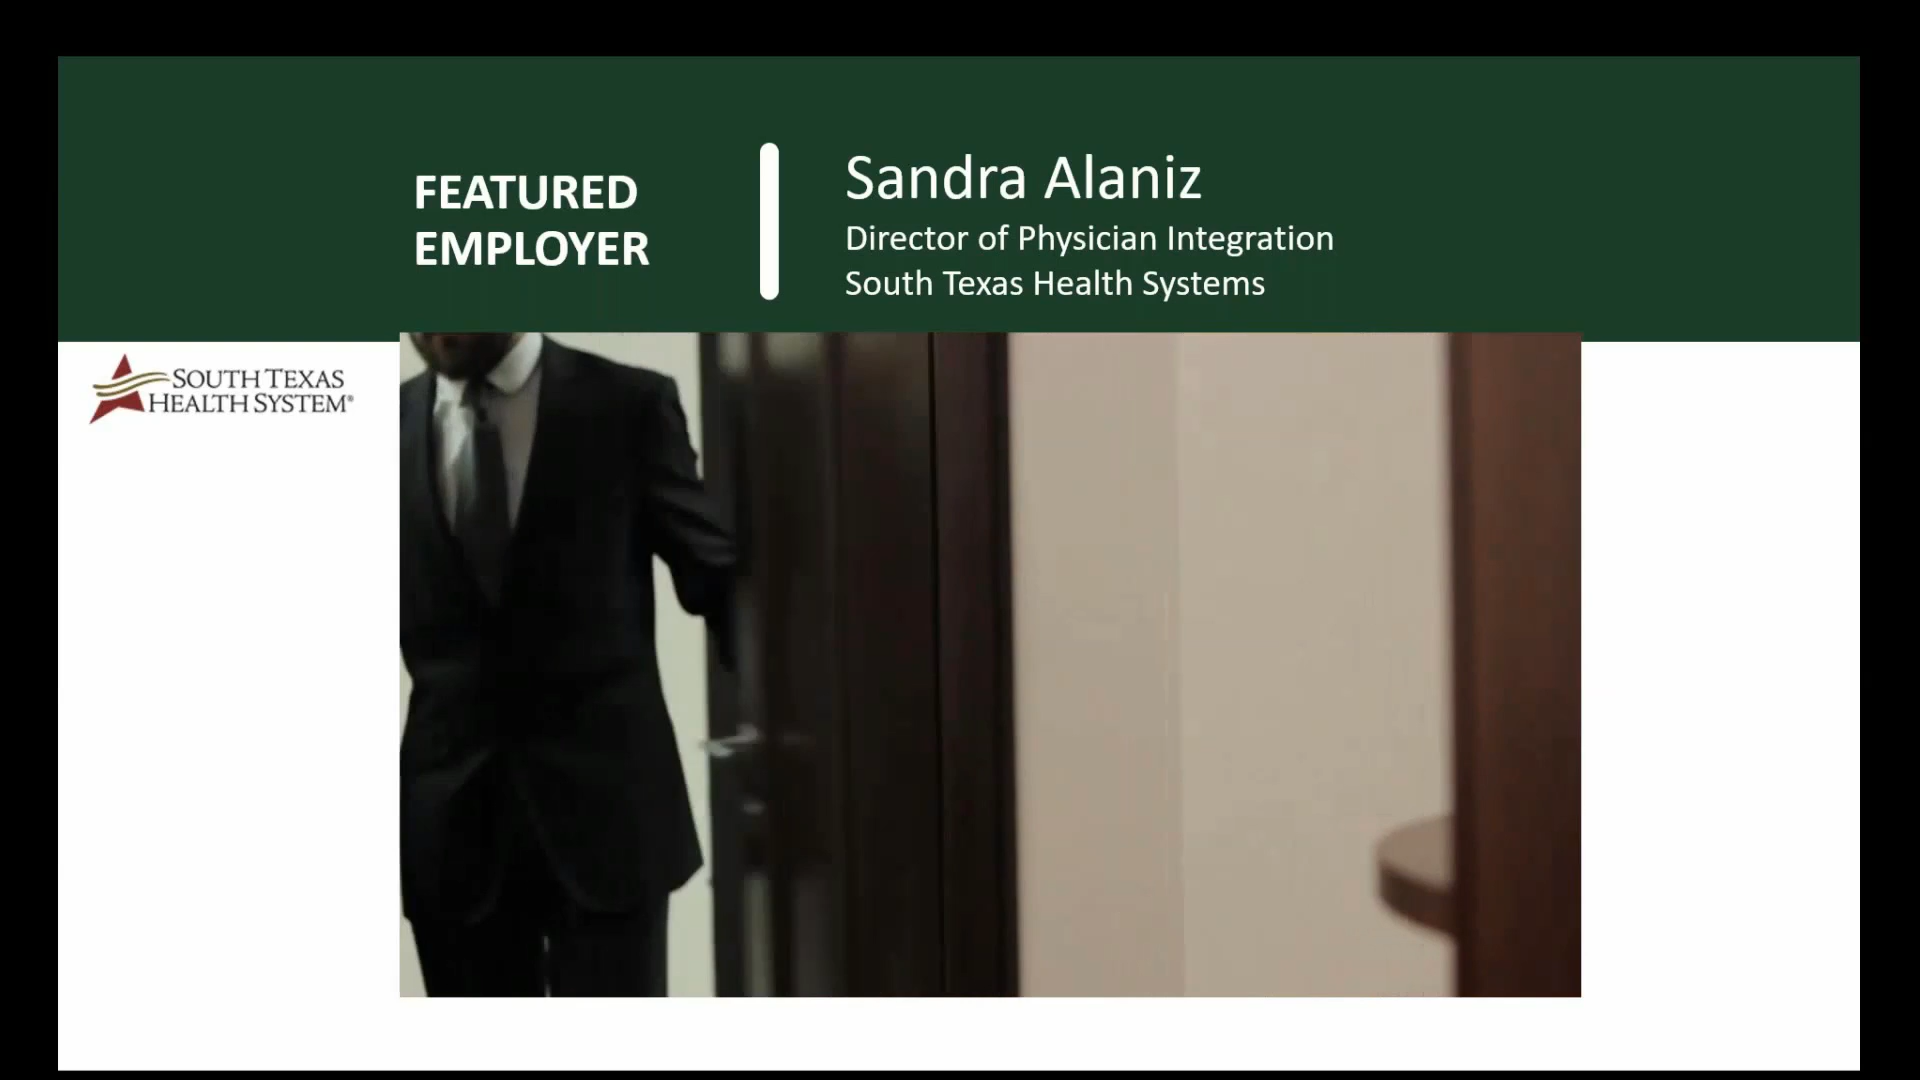 FEATURED
EMPLOYER
Sandra Alaniz
Director of Physician Integration
South Texas Health Systems
SOUTH TEXAS
HEALTH SYSTEM®